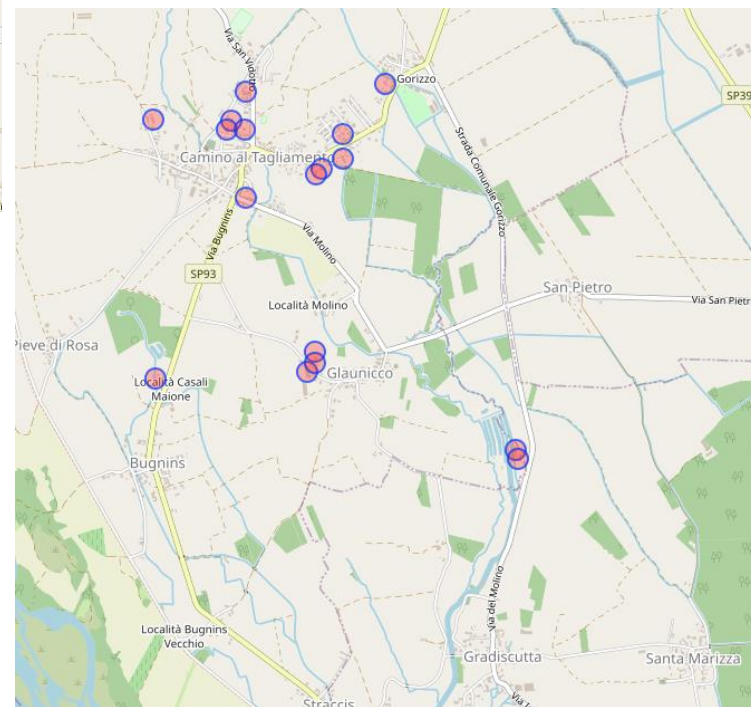 Via San Vidotto
Gorizzo
SP39
Camino al Tagliamento
Strada Comunale Gorizzo
Via Bugnins
Via Molino
SP93
San Pietro
Via San Pietr
Località Molino
Pieve di Rosa
Glaunicco
Località Casali
Maione
Bugnins
Via del Molino
Località Bugnins
Vecchio
Gradiscutta
Santa Marizza
Straccis